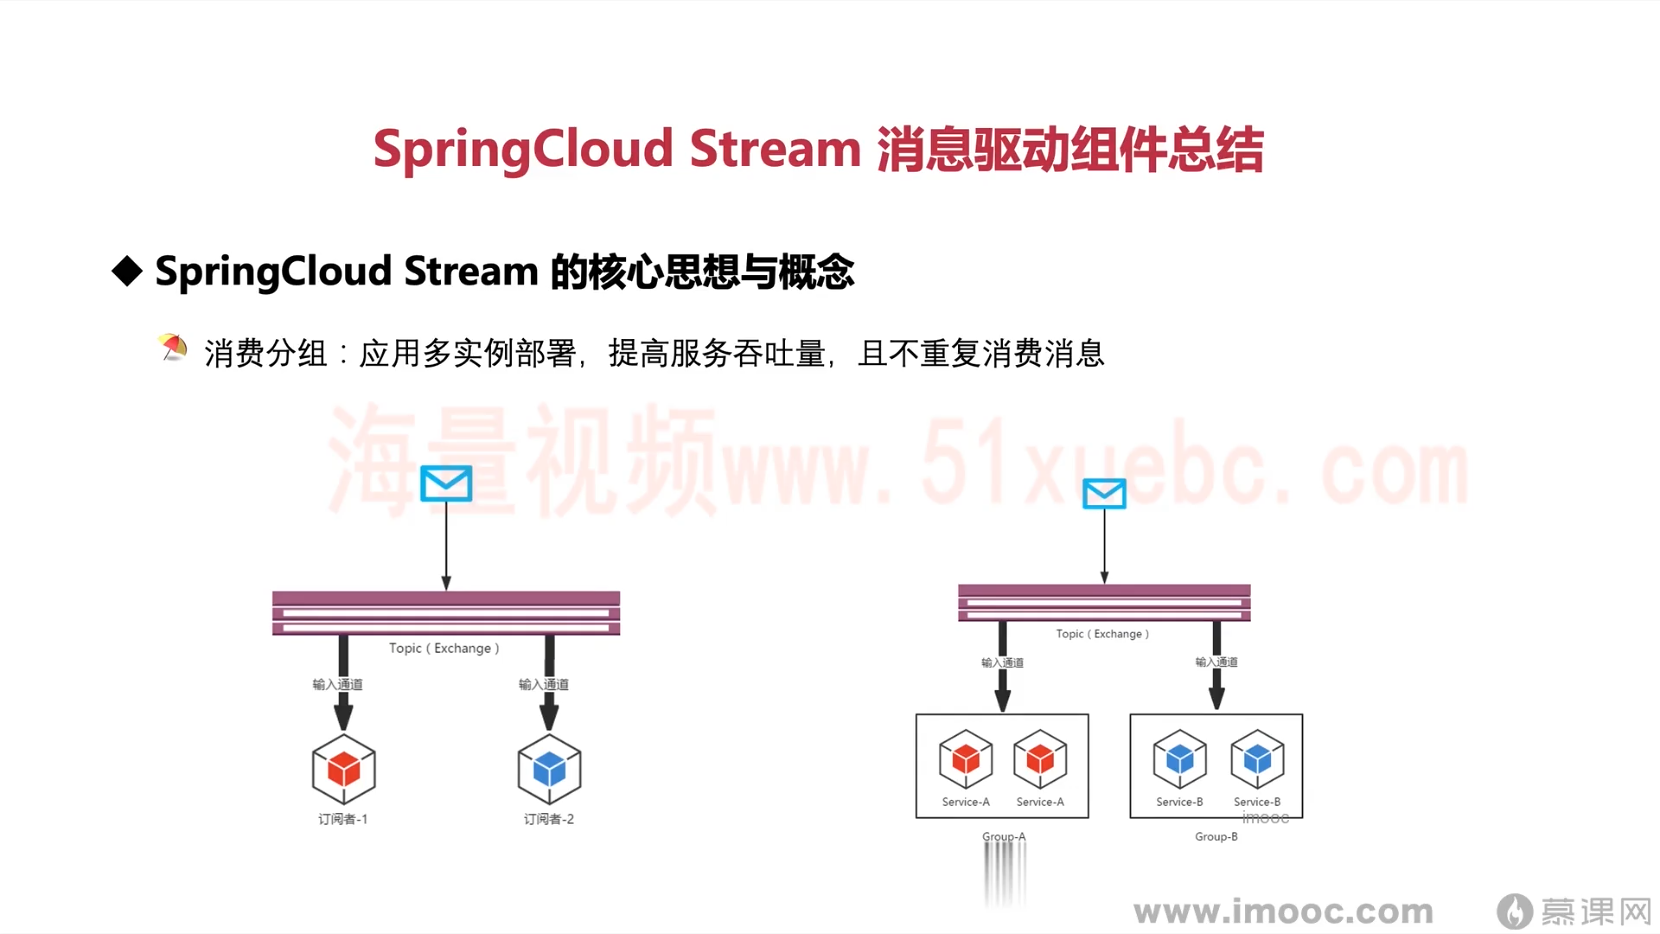 SpringCloud Stream 消息驱动组件总结
◆ SpringCloud Stream 的核心思想与概念
消费分组：应用多实例部署，提高服务吞吐量，且不重复消费消息
海量视频www.51xuebc.com
Topic ( Exchange )
输入通道 输入通道
订阅者-1 订阅者-2
Topic ( Exchange )
输入通道 输入通道
Service-A Service-A Service-B Service-B
imooc
Group-A Group-B
www.imooc.com 慕课网